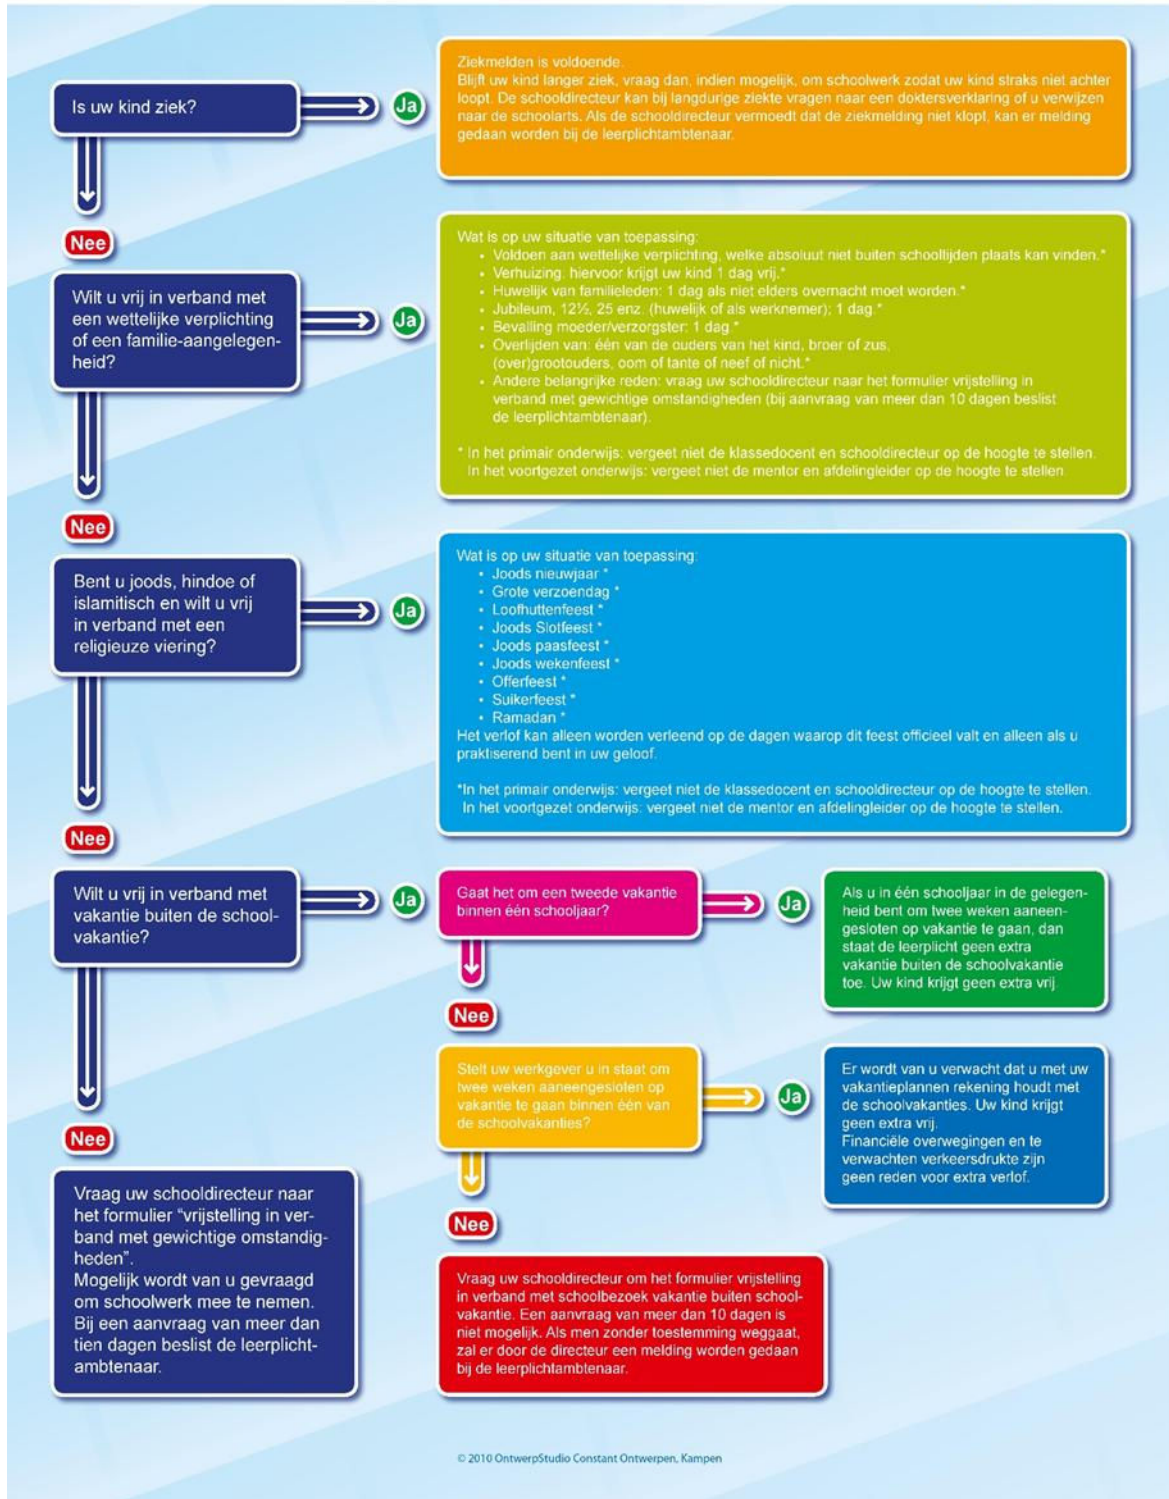 Is uw kind ziek?
Ja
Ziekmelden is voldoende.
Blijft uw kind langer ziek, vraag dan, indien mogelijk, om schoolwerk zodat uw kind straks niet achter
loopt. De schooldirecteur kan bij langdurige ziekte vragen naar een doktersverklaring of u verwijzen
naar de schoolarts. Als de schooldirecteur vermoedt dat de ziekmelding niet klopt, kan er melding
gedaan worden bij de leerplichtambtenaar.
Nee
Wilt u vrij in verband met
een wettelijke verplichting
of een familie-aangelegen-
heid?
Ja
Wat is op uw situatie van toepassing:
• Voldoen aan wettelijke verplichting, welke absoluut niet buiten schooltijden plaats kan vinden.*
• Verhuizing: hiervoor krijgt uw kind 1 dag vrij.*
• Huwelijk van familieleden: 1 dag als niet elders overnacht moet worden.*
• Jubileum, 12½, 25 enz. (huwelijk of als werknemer); 1 dag.*
• Bevalling moeder/verzorgster: 1 dag.*
• Overlijden van: één van de ouders van het kind, broer of zus,
(over)grootouders, oom of tante of neef of nicht.*
• Andere belangrijke reden: vraag uw schooldirecteur naar het formulier vrijstelling in
verband met gewichtige omstandigheden (bij aanvraag van meer dan 10 dagen beslist
de leerplichtambtenaar).
* In het primair onderwijs: vergeet niet de klassedocent en schooldirecteur op de hoogte te stellen.
In het voortgezet onderwijs: vergeet niet de mentor en afdelingleider op de hoogte te stellen.
Nee
Bent u joods, hindoe of
islamitisch en wilt u vrij
in verband met een
religieuze viering?
Ja
Wat is op uw situatie van toepassing:
• Joods nieuwjaar *
• Grote verzoendag *
• Loofhuttenfeest *
• Joods Slotfeest *
• Joods paasfeest *
• Joods wekenfeest *
• Offerfeest *
• Suikerfeest *
• Ramadan *
Het verlof kan alleen worden verleend op de dagen waarop dit feest officieel valt en alleen als u
praktiserend bent in uw geloof.
*In het primair onderwijs: vergeet niet de klassedocent en schooldirecteur op de hoogte te stellen.
In het voortgezet onderwijs: vergeet niet de mentor en afdelingleider op de hoogte te stellen.
Nee
Wilt u vrij in verband met
vakantie buiten de school-
vakantie?
Ja
Gaat het om een tweede vakantie
binnen één schooljaar?
Ja
Als u in één schooljaar in de gelegen-
heid bent om twee weken aaneen-
gesloten op vakantie te gaan, dan
staat de leerplicht geen extra
vakantie buiten de schoolvakantie
toe. Uw kind krijgt geen extra vrij.
Nee
Stelt uw werkgever u in staat om
twee weken aaneengesloten op
vakantie te gaan binnen één van
de schoolvakanties?
Ja
Er wordt van u verwacht dat u met uw
vakantieplannen rekening houdt met
de schoolvakanties. Uw kind krijgt
geen extra vrij.
Financiële overwegingen en te
verwachten verkeersdrukte zijn
geen reden voor extra verlof.
Nee
Vraag uw schooldirecteur naar
het formulier “vrijstelling in ver-
band met gewichtige omstandig-
heden”.
Mogelijk wordt van u gevraagd
om schoolwerk mee te nemen.
Bij een aanvraag van meer dan
tien dagen beslist de leerplicht-
ambtenaar.
Nee
Vraag uw schooldirecteur om het formulier vrijstelling
in verband met schoolbezoek vakantie buiten school-
vakantie. Een aanvraag van meer dan 10 dagen is
niet mogelijk. Als men zonder toestemming weggaat,
zal er door de directeur een melding worden gedaan
bij de leerplichtambtenaar.
© 2010 OntwerpStudio Constant Ontwerpen, Kampen